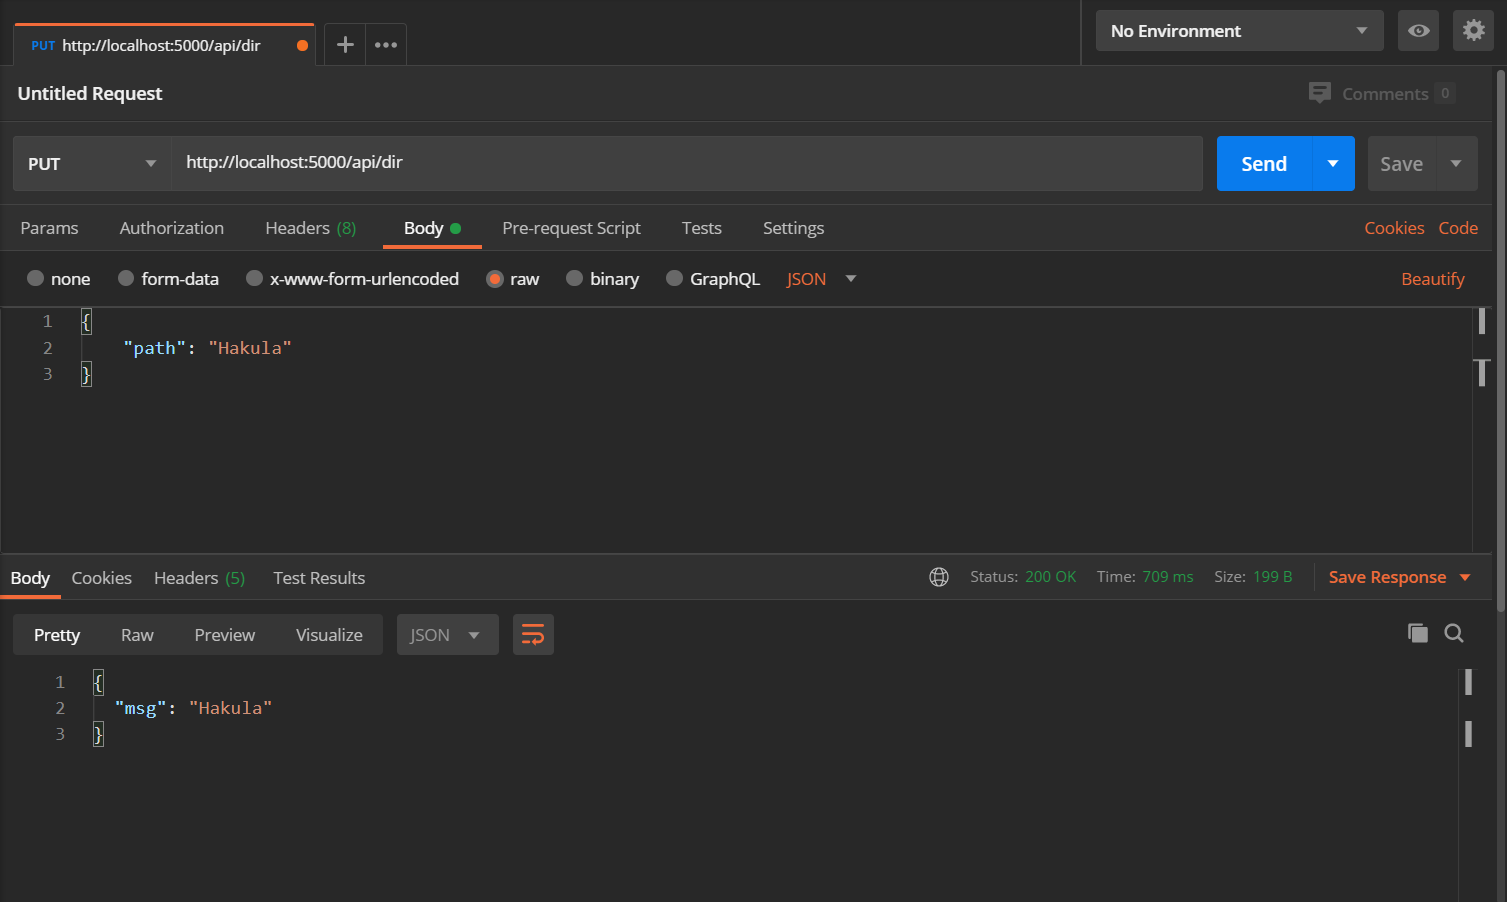 PUT http://localhost:5000/api/dir
No Environment
Untitled Request
Comments 0
PUT http://localhost:5000/api/dir Send Save
Params Authorization Headers (8) Body Pre-request Script Tests Settings Cookies Code
none form-data x-www-form-urlencoded raw binary GraphQL JSON Beautify
1 {
2 "path": "Hakula"
3 }
Body Cookies Headers (5) Test Results Status: 200 OK Time: 709 ms Size: 199 B Save Response
Pretty Raw Preview Visualize JSON
1 {
2 "msg": "Hakula"
3 }